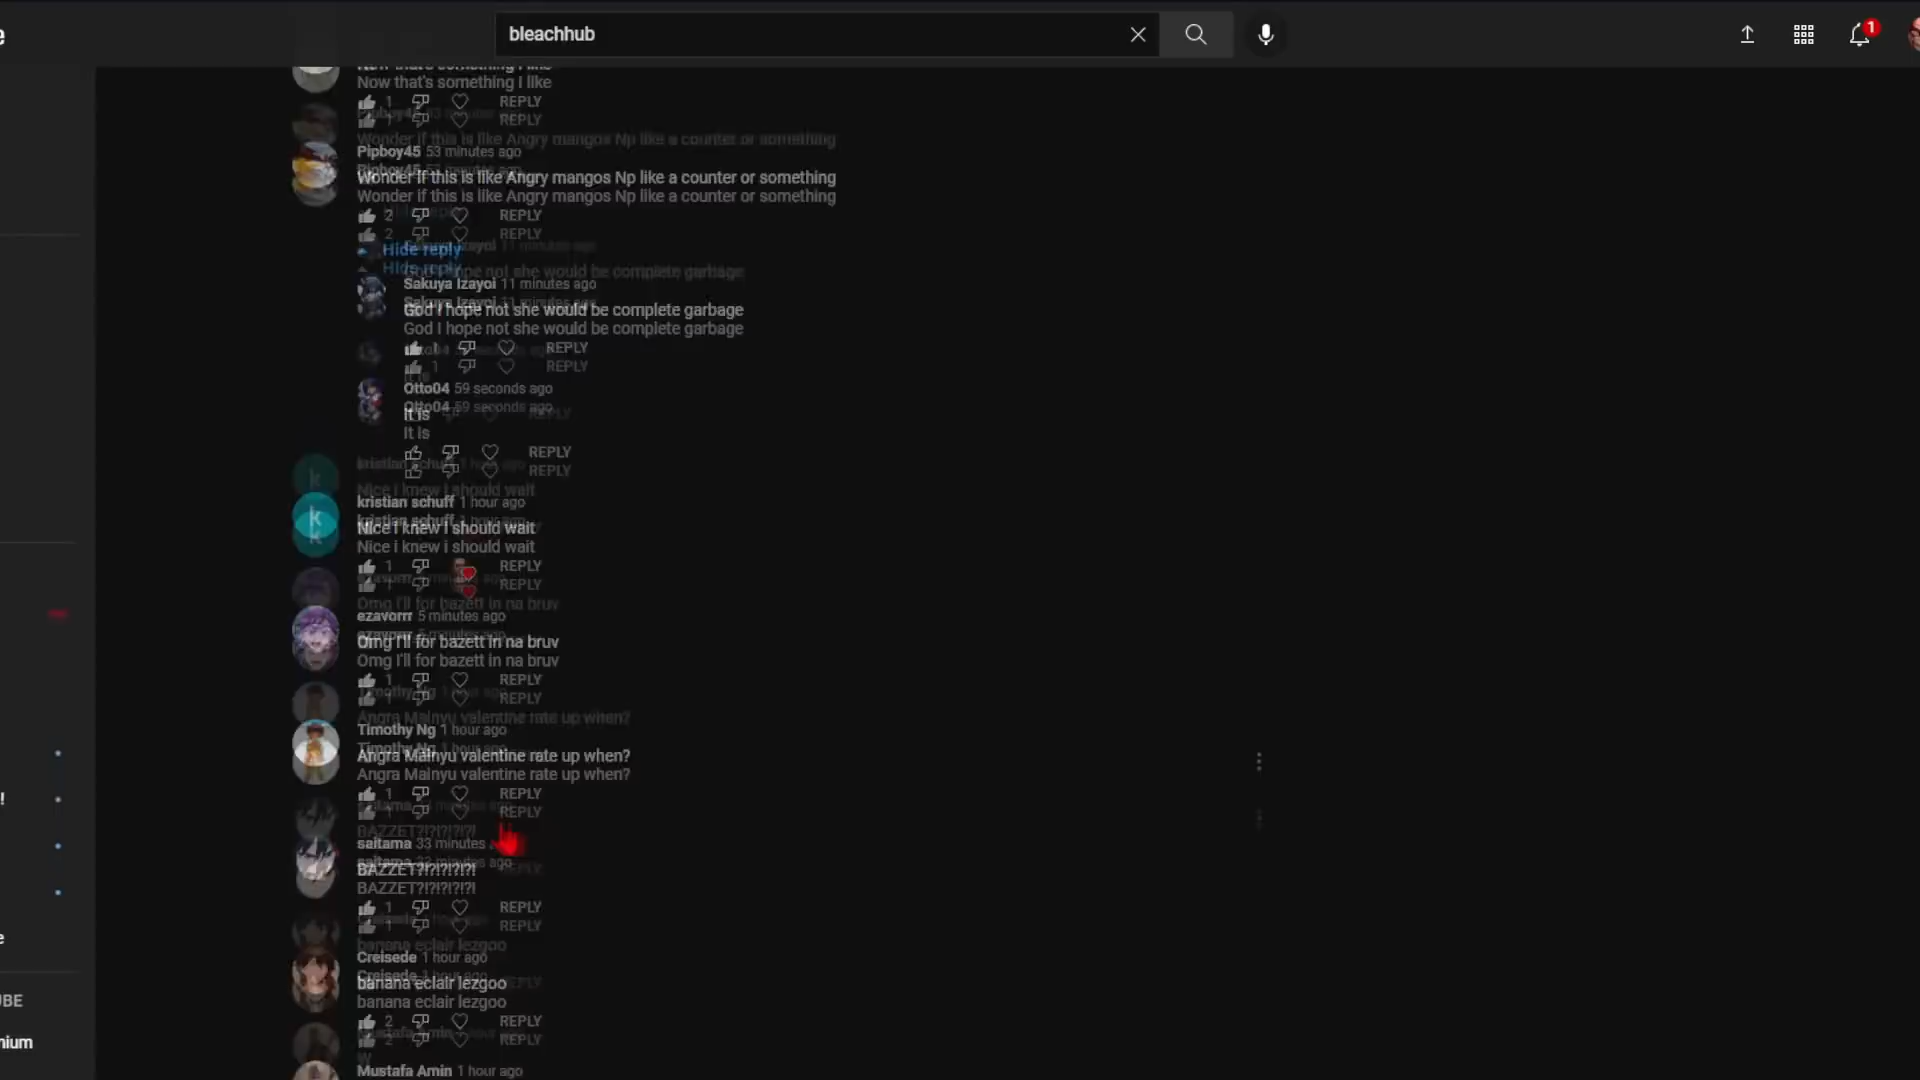 e
bleachhub
1
Now that's something I like
1
REPLY
Pipboy45 53 minutes ago
Wonder if this is like Angry mangos Np like a counter or something
2
REPLY
Hide reply
Sakuya Izayoi 11 minutes ago
God I hope not she would be complete garbage
1
REPLY
Otto04 59 seconds ago
It is
REPLY
kristian schuff 1 hour ago
Nice i knew i should wait
1
REPLY
ezavorrr 5 minutes ago
Omg I'll for bazett in na bruv
1
REPLY
Timothy Ng 1 hour ago
Angra Mainyu valentine rate up when?
1
REPLY
!
saitama 33 minutes ago
BAZZET?!?!?!?!?!
1
REPLY
e
Creisede 1 hour ago
banana eclair lezgoo
UBE
2
REPLY
nium
Mustafa Amin 1 hour ago